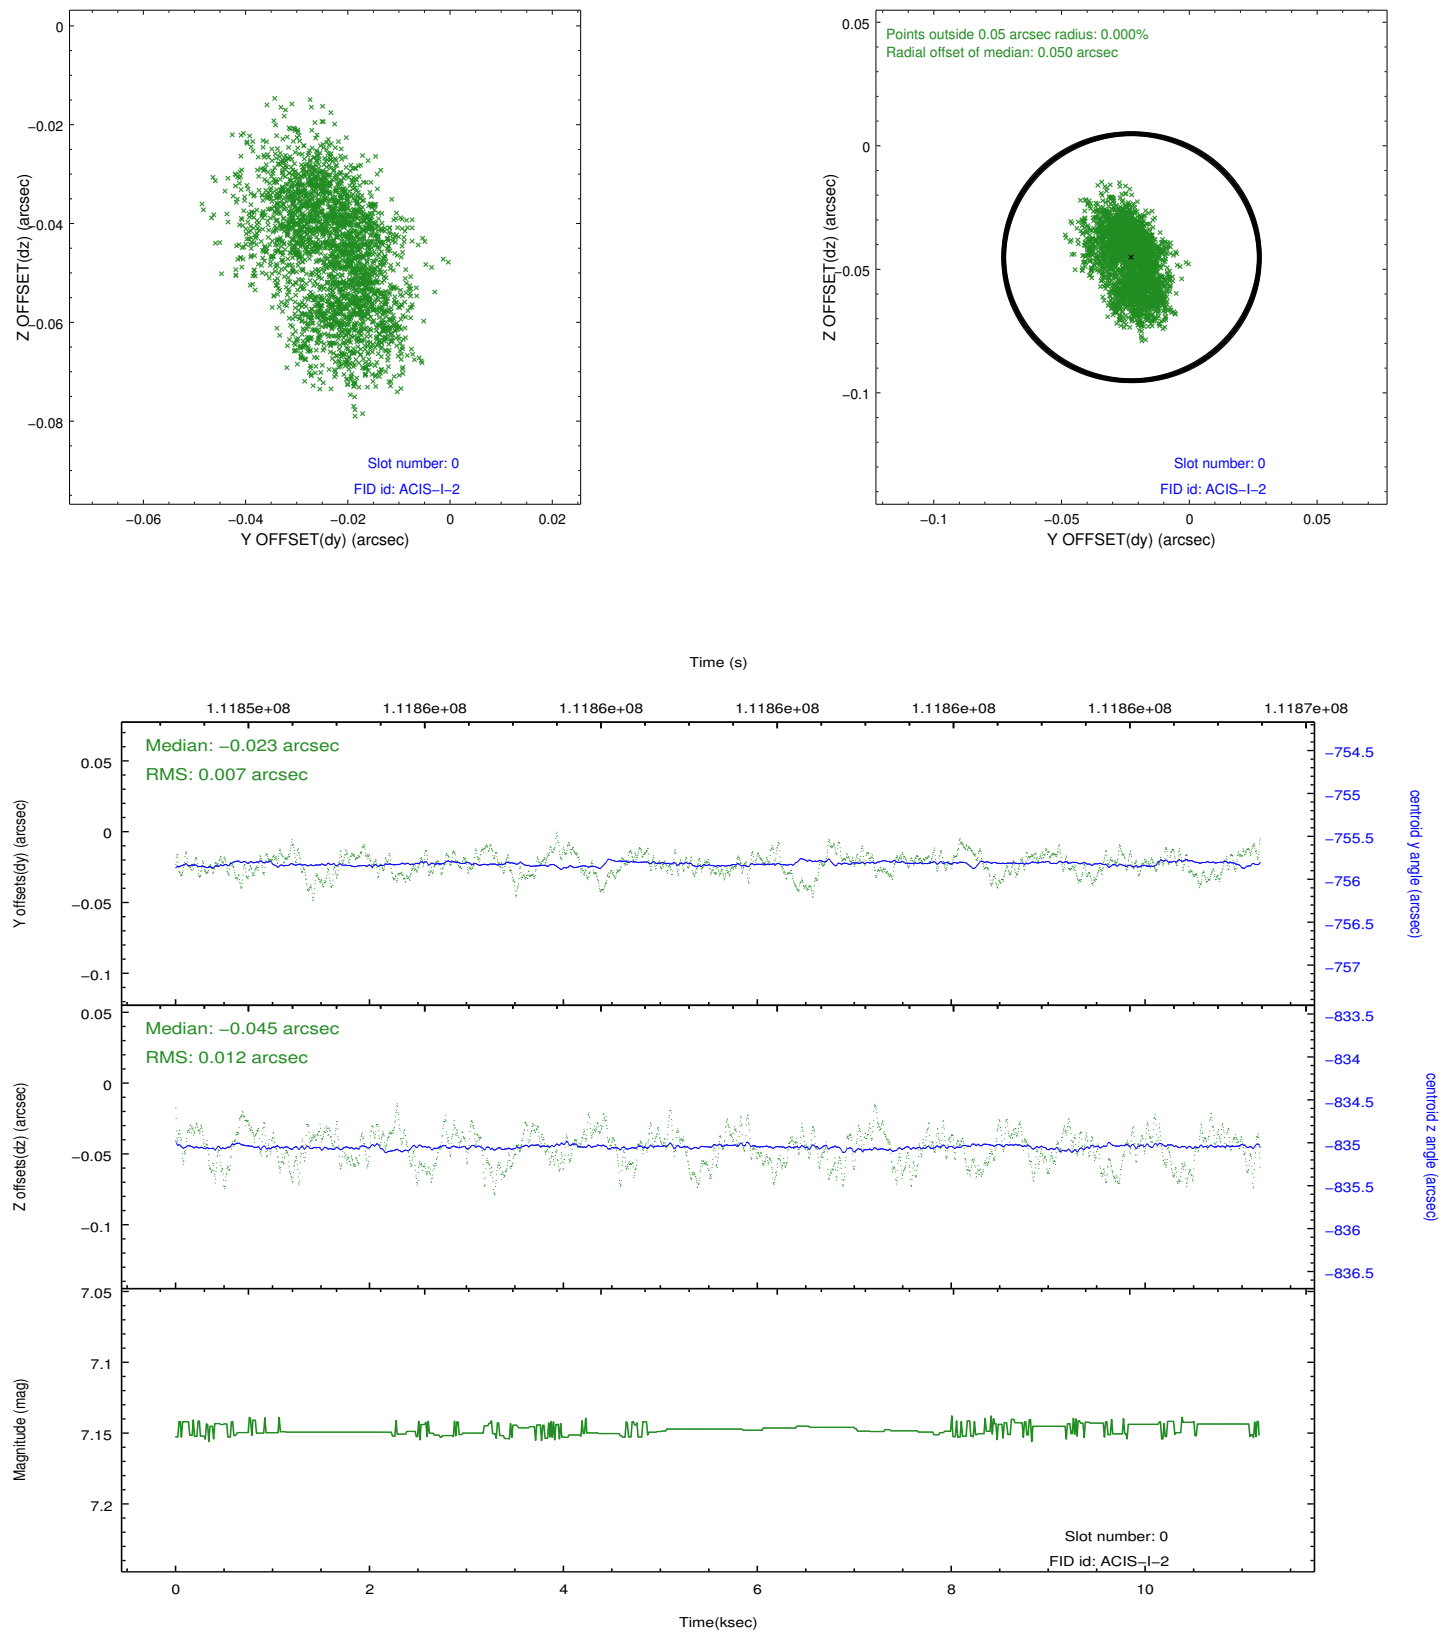 0
−0.02
−0.04
−0.06
−0.08
Z OFFSET(dz) (arcsec)
Slot number: 0
FID id: ACIS−I−2
−0.06
−0.04
−0.02
0
0.02
Y OFFSET(dy) (arcsec)
0.05
0
−0.05
−0.1
Z OFFSET(dz) (arcsec)
Points outside 0.05 arcsec radius: 0.000%
Radial offset of median: 0.050 arcsec
Slot number: 0
FID id: ACIS−I−2
−0.1
−0.05
0
0.05
Y OFFSET(dy) (arcsec)
Time (s)
1.1185e+08
1.1186e+08
1.1186e+08
1.1186e+08
1.1186e+08
1.1186e+08
1.1187e+08
Median: −0.023 arcsec
RMS: 0.007 arcsec
0.05
0
−0.05
−0.1
Y offsets(dy) (arcsec)
−754.5
−755
−755.5
−756
−756.5
−757
centroid y angle (arcsec)
Median: −0.045 arcsec
RMS: 0.012 arcsec
0.05
0
−0.05
−0.1
Z offsets(dz) (arcsec)
−833.5
−834
−834.5
−835
−835.5
−836
−836.5
centroid z angle (arcsec)
7.05
7.1
7.15
7.2
Magnitude (mag)
Slot number: 0
FID id: ACIS−I−2
0
2
4
6
8
10
Time(ksec)